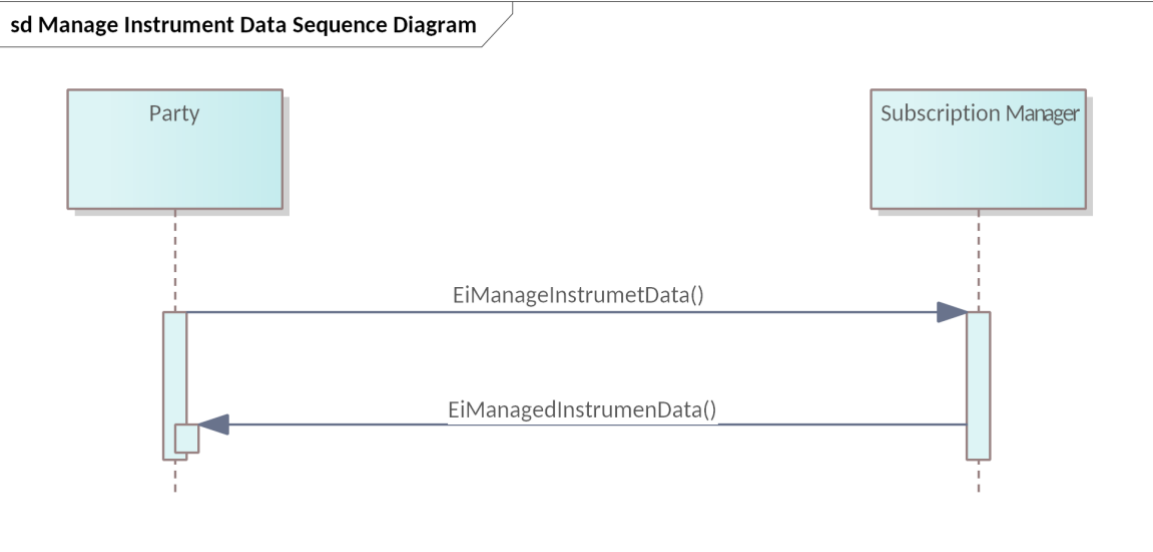 sd Manage Instrument Data Sequence Diagram
Party
Subscription Manager
EiManageInstrumetData()
EiManagedInstrumenData()